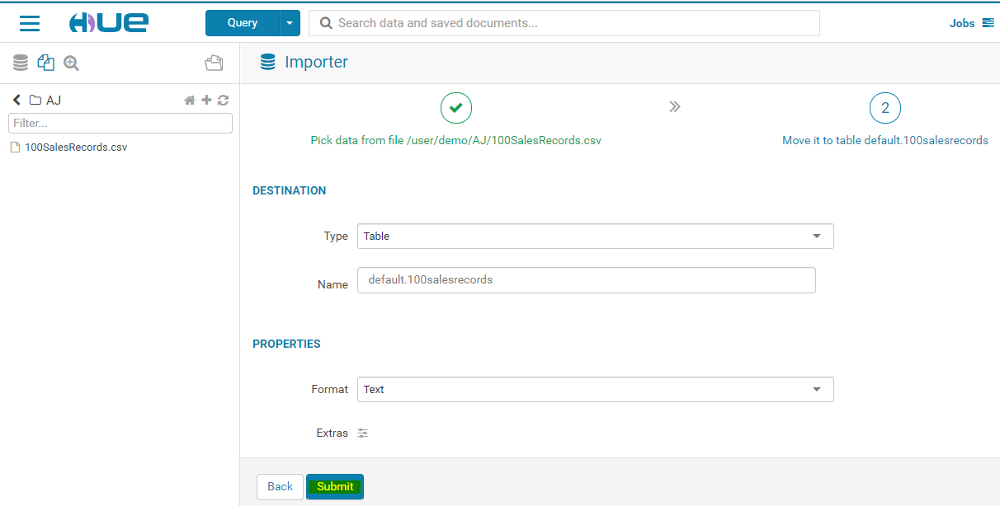 HUE Query Search data and saved documents... Jobs
Importer
AJ
Filter...
100SalesRecords.csv
2
Pick data from file /user/demo/AJ/100SalesRecords.csv
Move it to table default.100salesrecords
DESTINATION
Type Table
Name default.100salesrecords
PROPERTIES
Format Text
Extras
Back Submit